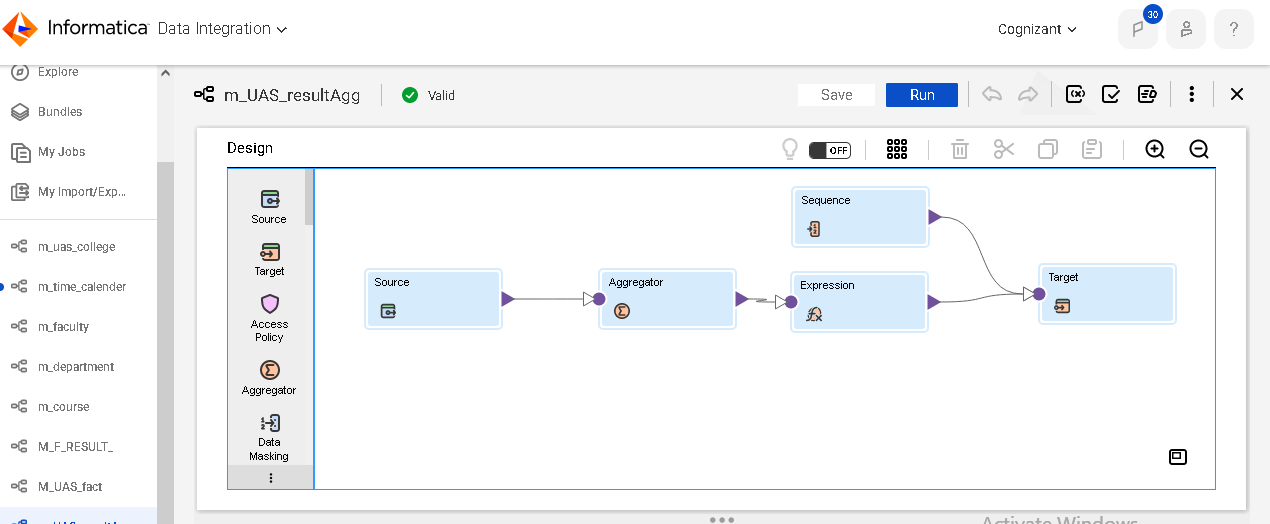 Informatica Data Integration
Cognizant
30
?
Explore
Bundles
My Jobs
My Import/Exp...
m_uas_college
m_time_calender
m_faculty
m_department
m_course
M_F_RESULT_
M_UAS_fact
m_UAS_resultAgg
Valid
Save
Run
Design
OFF
Source
Target
Access
Policy
Aggregator
Data
Masking
Sequence
Source
Aggregator
Expression
Target
Activate Windows